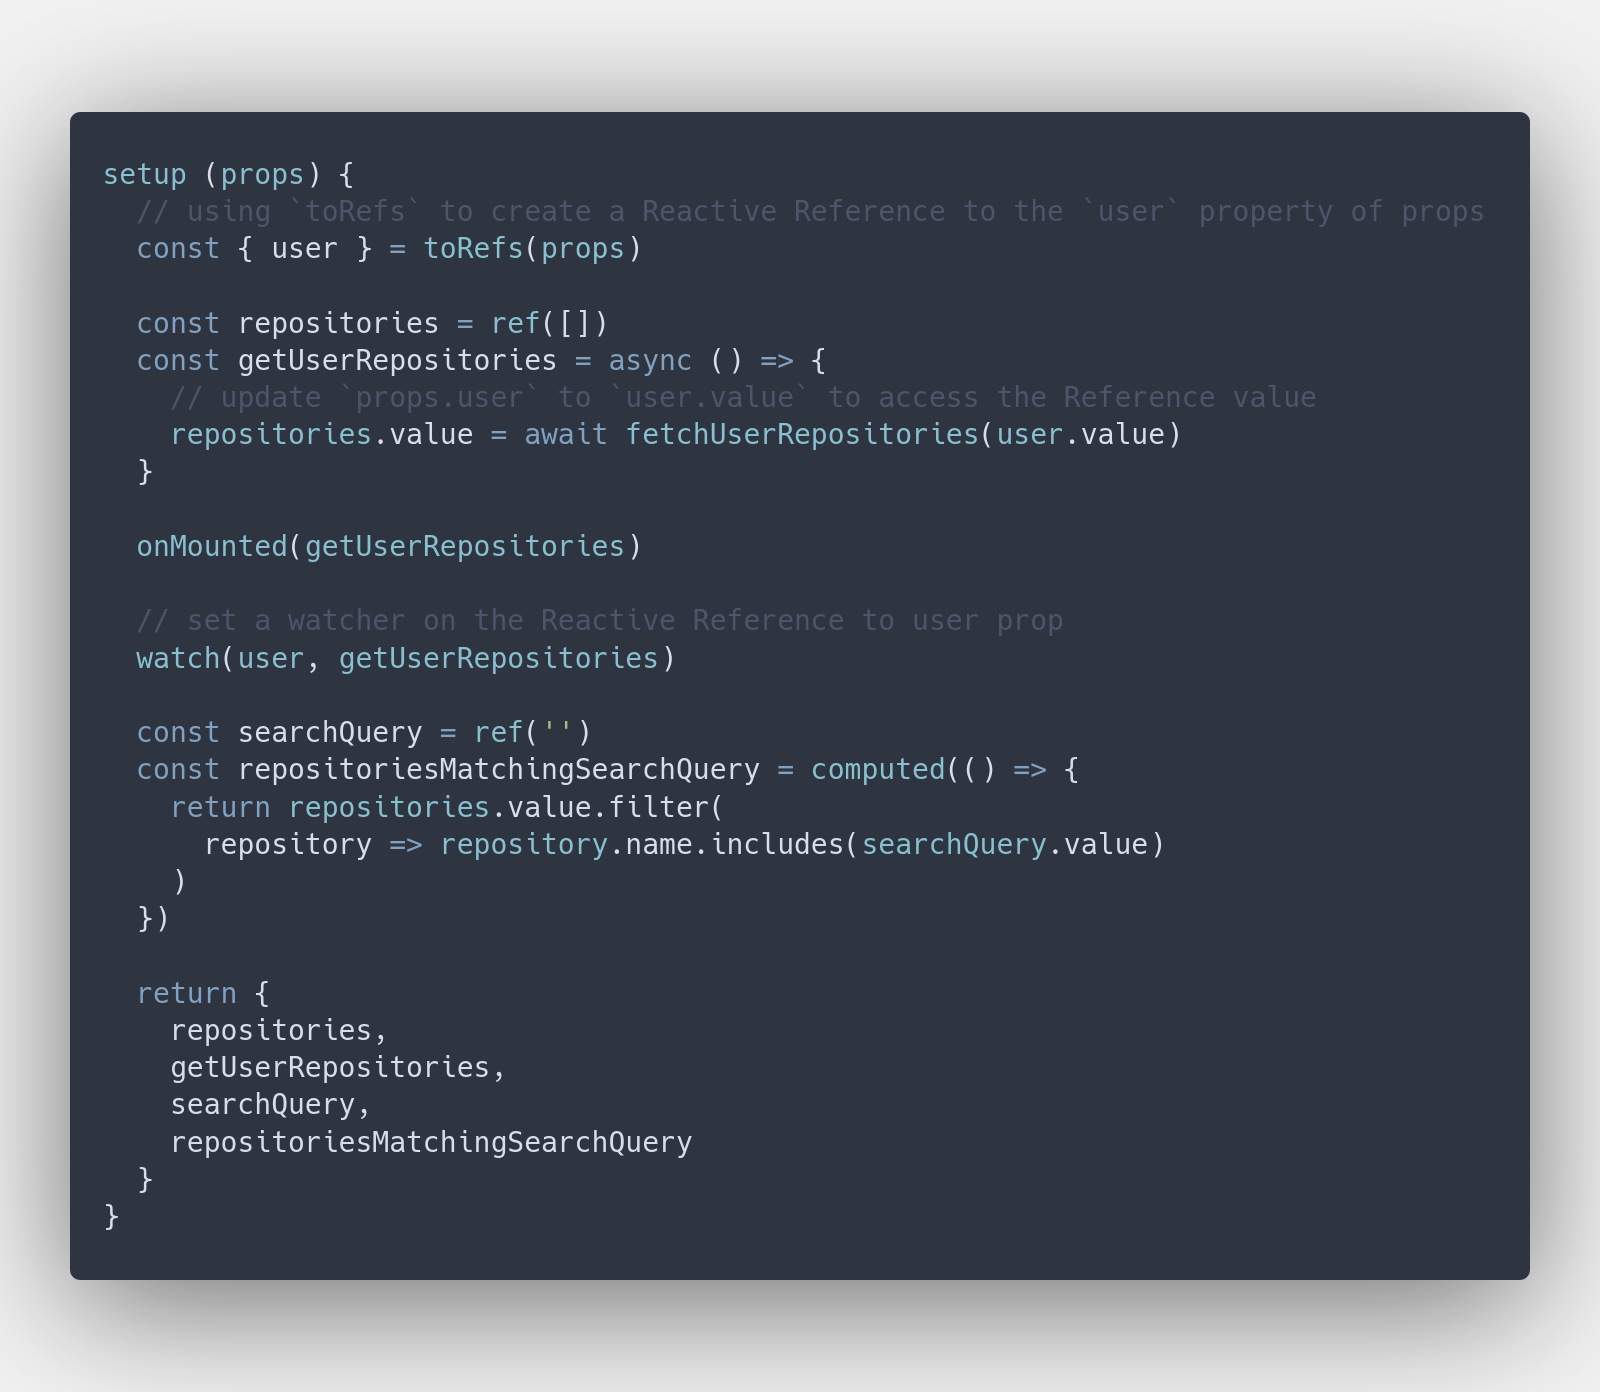 setup (props) {
  // using `toRefs` to create a Reactive Reference to the `user` property of props
  const { user } = toRefs(props)

  const repositories = ref([])
  const getUserRepositories = async () => {
    // update `props.user` to `user.value` to access the Reference value
    repositories.value = await fetchUserRepositories(user.value)
  }

  onMounted(getUserRepositories)

  // set a watcher on the Reactive Reference to user prop
  watch(user, getUserRepositories)

  const searchQuery = ref('')
  const repositoriesMatchingSearchQuery = computed(() => {
    return repositories.value.filter(
      repository => repository.name.includes(searchQuery.value)
    )
  })

  return {
    repositories,
    getUserRepositories,
    searchQuery,
    repositoriesMatchingSearchQuery
  }
}